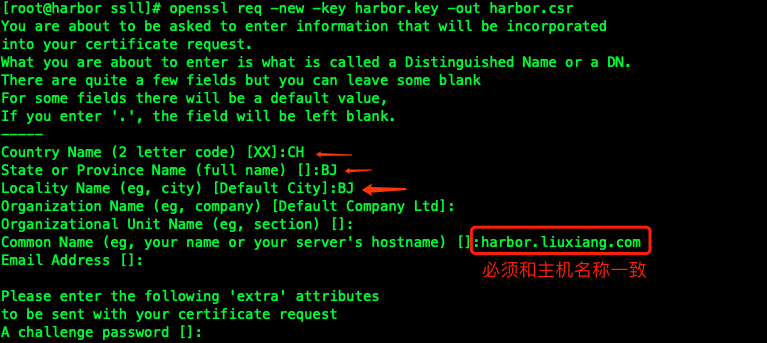 [root@harbor ssll]# openssl req -new -key harbor.key -out harbor.csr
You are about to be asked to enter information that will be incorporated
into your certificate request.
What you are about to enter is what is called a Distinguished Name or a DN.
There are quite a few fields but you can leave some blank
For some fields there will be a default value,
If you enter '.', the field will be left blank.
-----
Country Name (2 letter code) [XX]:CH
State or Province Name (full name) []:BJ
Locality Name (eg, city) [Default City]:BJ
Organization Name (eg, company) [Default Company Ltd]:
Organizational Unit Name (eg, section) []:
Common Name (eg, your name or your server's hostname) []:harbor.liuxiang.com
Email Address []:
必须和主机名称一致
Please enter the following 'extra' attributes
to be sent with your certificate request
A challenge password []: